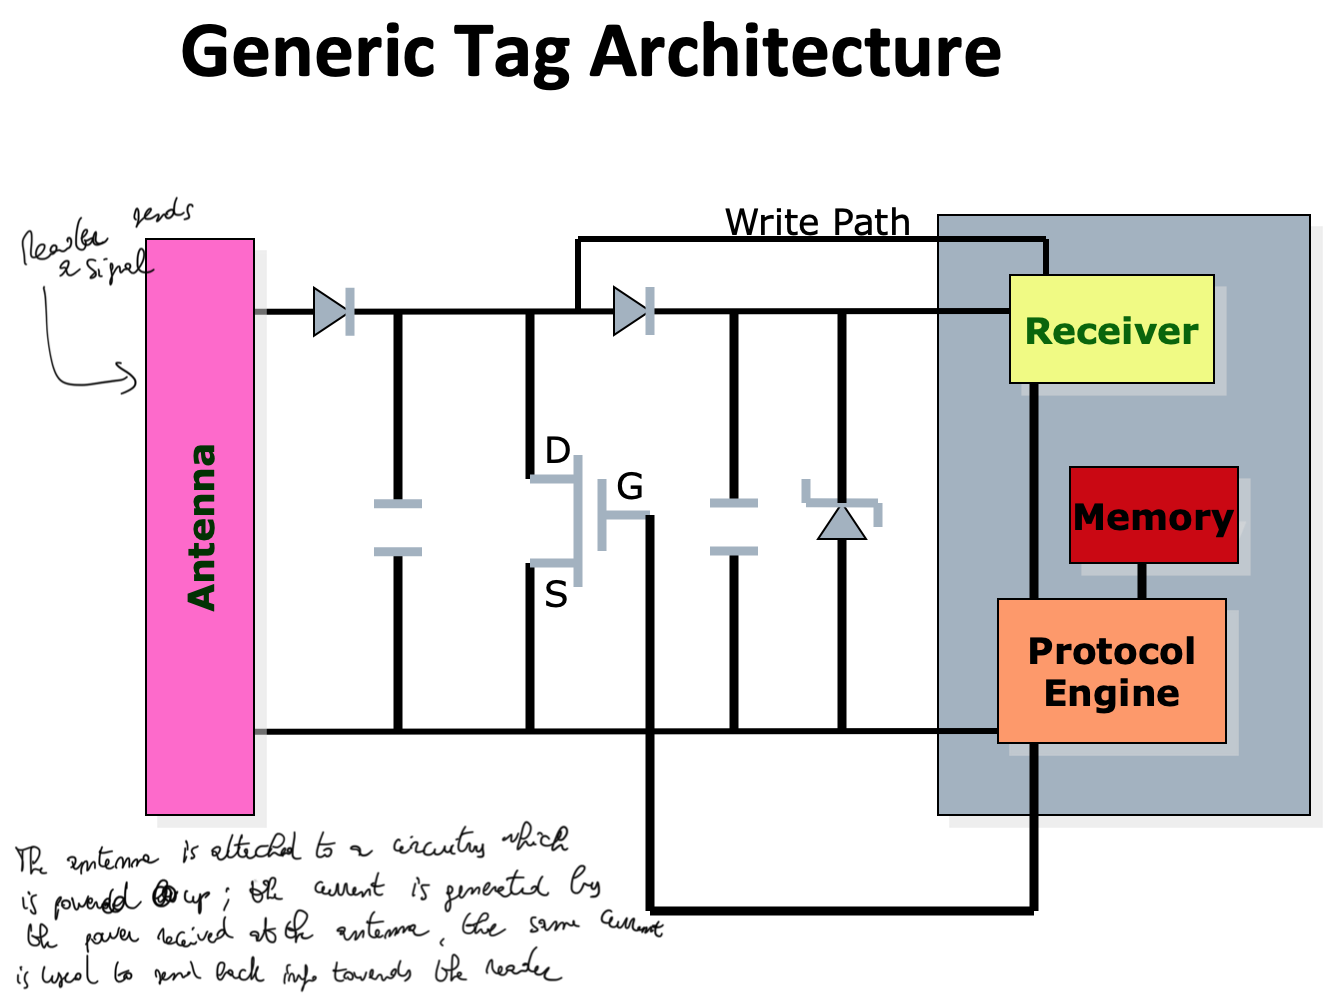 Generic Tag Architecture
Reader sends
a signal
Write Path
Receiver
Antenna
D
G
S
Memory
Protocol
Engine
The antenna is attached to a circuitry which
is powered up; the current is generated by
the power received at the antenna, the same current
is used to send back info towards the reader